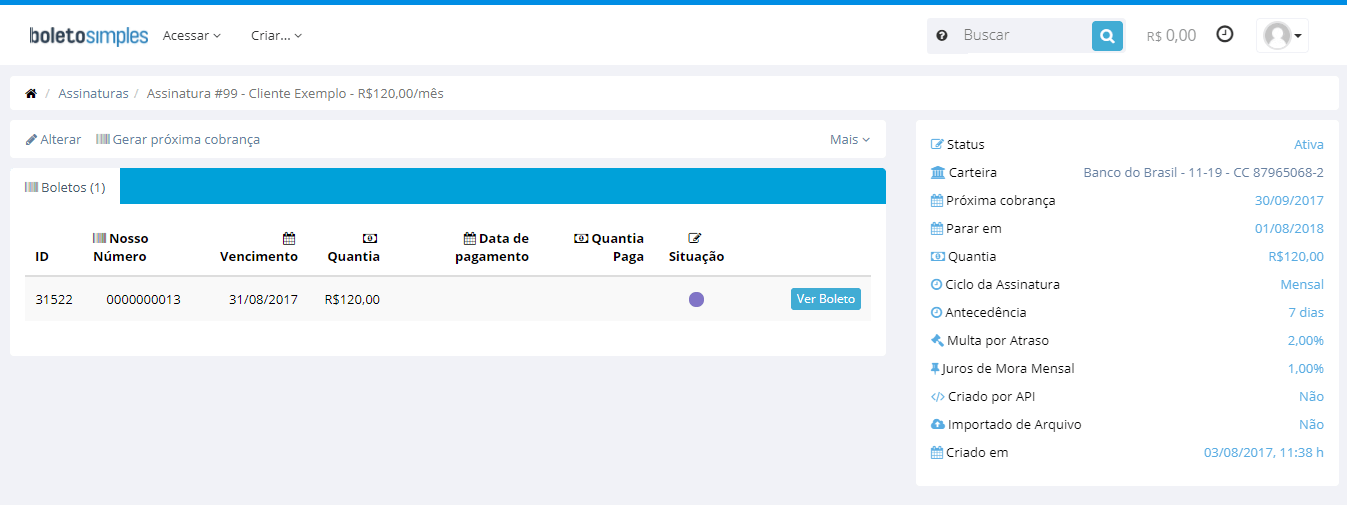 boletosimples Acessar Criar... Buscar R$ 0,00
/ Assinaturas / Assinatura #99 - Cliente Exemplo - R$120,00/mês
Alterar Gerar próxima cobrança Mais
Boletos (1)
ID Nosso Número Vencimento Quantia Data de pagamento Quantia Paga Situação
31522 0000000013 31/08/2017 R$120,00 Ver Boleto
Status Ativa
Carteira Banco do Brasil - 11-19 - CC 87965068-2
Próxima cobrança 30/09/2017
Parar em 01/08/2018
Quantia R$120,00
Ciclo da Assinatura Mensal
Antecedência 7 dias
Multa por Atraso 2,00%
Juros de Mora Mensal 1,00%
Criado por API Não
Importado de Arquivo Não
Criado em 03/08/2017, 11:38 h